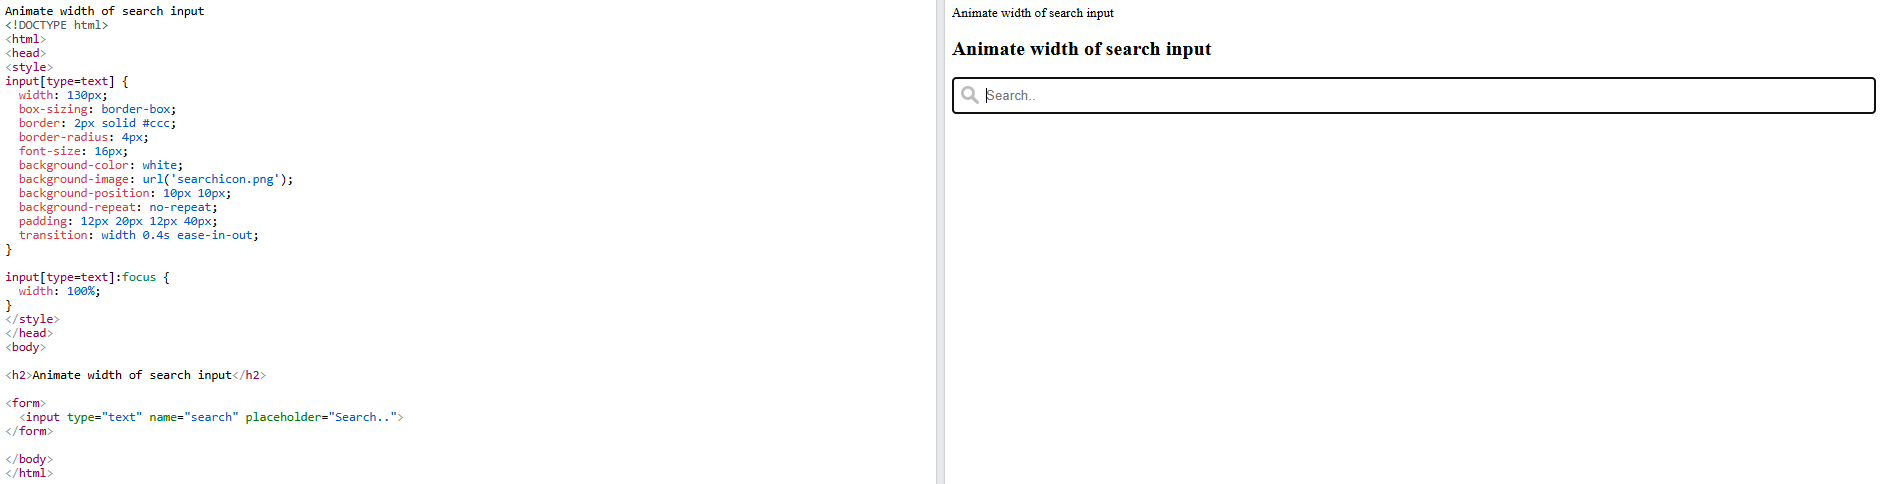 Animate width of search input
<!DOCTYPE html>
<html>
<head>
<style>
input[type=text] {
  width: 130px;
  box-sizing: border-box;
  border: 2px solid #ccc;
  border-radius: 4px;
  font-size: 16px;
  background-color: white;
  background-image: url('searchicon.png');
  background-position: 10px 10px;
  background-repeat: no-repeat;
  padding: 12px 20px 12px 40px;
  transition: width 0.4s ease-in-out;
}
input[type=text]:focus {
  width: 100%;
}
</style>
</head>
<body>
<h2>Animate width of search input</h2>
<form>
  <input type="text" name="search" placeholder="Search..">
</form>
</body>
</html>
Animate width of search input
Animate width of search input
Search..